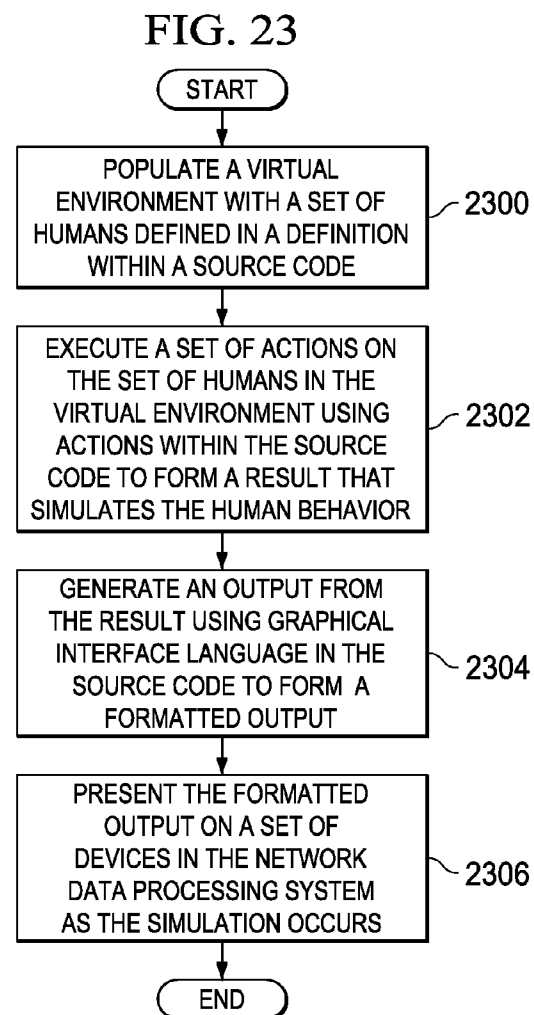 FIG. 23
START
POPULATE A VIRTUAL
ENVIRONMENT WITH A SET OF
HUMANS DEFINED IN A DEFINITION
WITHIN A SOURCE CODE
2300
EXECUTE A SET OF ACTIONS ON
THE SET OF HUMANS IN THE
VIRTUAL ENVIRONMENT USING
ACTIONS WITHIN THE SOURCE
CODE TO FORM A RESULT THAT
SIMULATES THE HUMAN BEHAVIOR
2302
GENERATE AN OUTPUT FROM
THE RESULT USING GRAPHICAL
INTERFACE LANGUAGE IN THE
SOURCE CODE TO FORM A
FORMATTED OUTPUT
2304
PRESENT THE FORMATTED
OUTPUT ON A SET OF
DEVICES IN THE NETWORK
DATA PROCESSING SYSTEM
AS THE SIMULATION OCCURS
2306
END